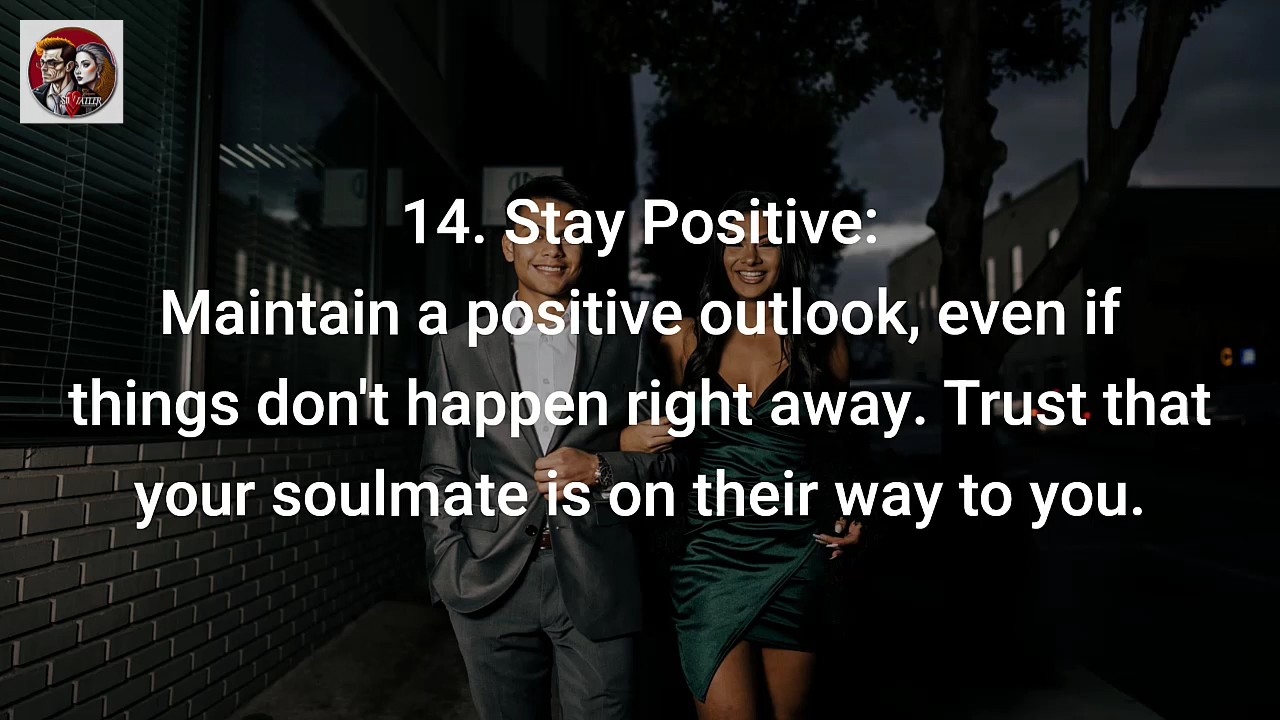 14. Stay Positive:
Maintain a positive outlook, even if
things don't happen right away. Trust that
your soulmate is on their way to you.